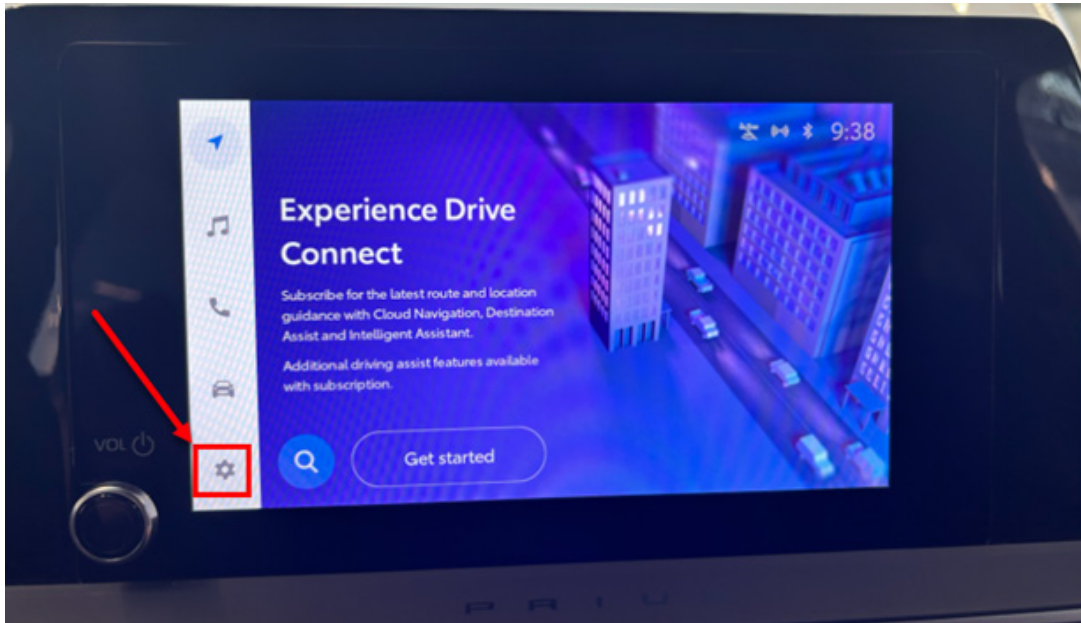 9:38
Experience Drive
Connect
Subscribe for the latest route and location
guidance with Cloud Navigation, Destination
Assist and Intelligent Assistant.
Additional driving assist features available
with subscription.
VOL
Get started
PRIU